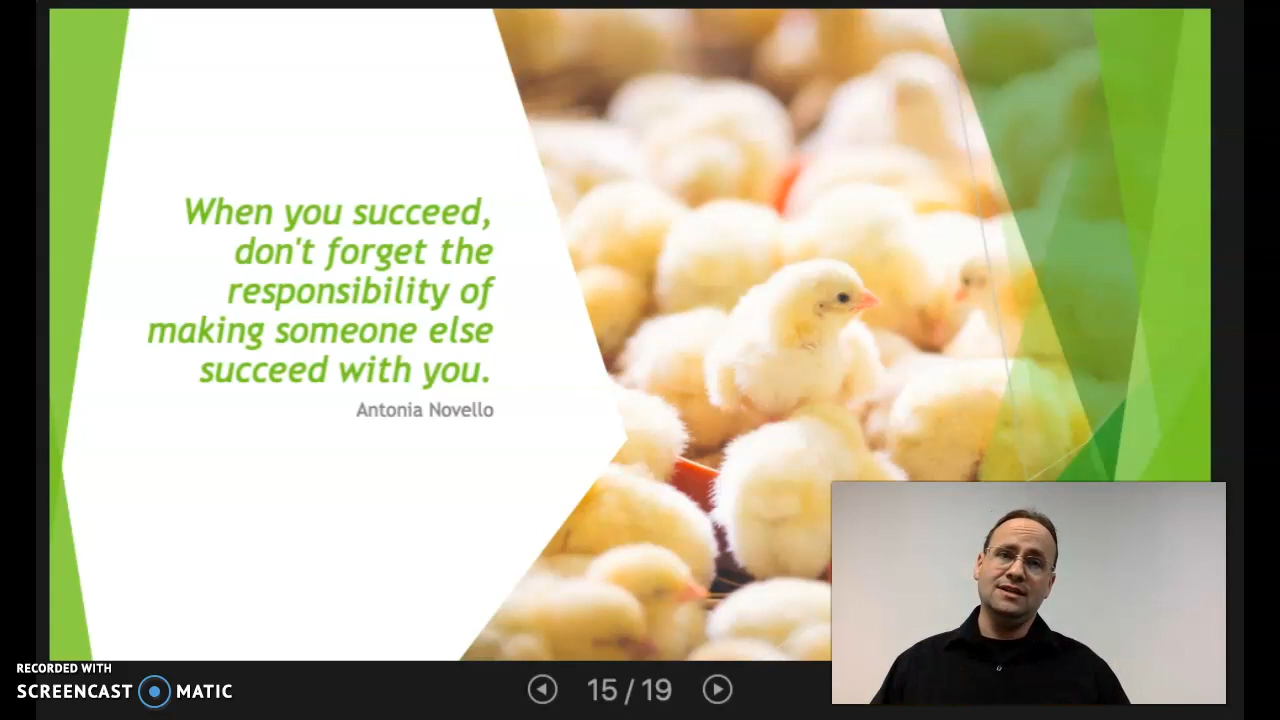 When you succeed,
don't forget the
responsibility of
making someone else
succeed with you.
Antonia Novello
RECORDED WITH
SCREENCAST MATIC
15 / 19